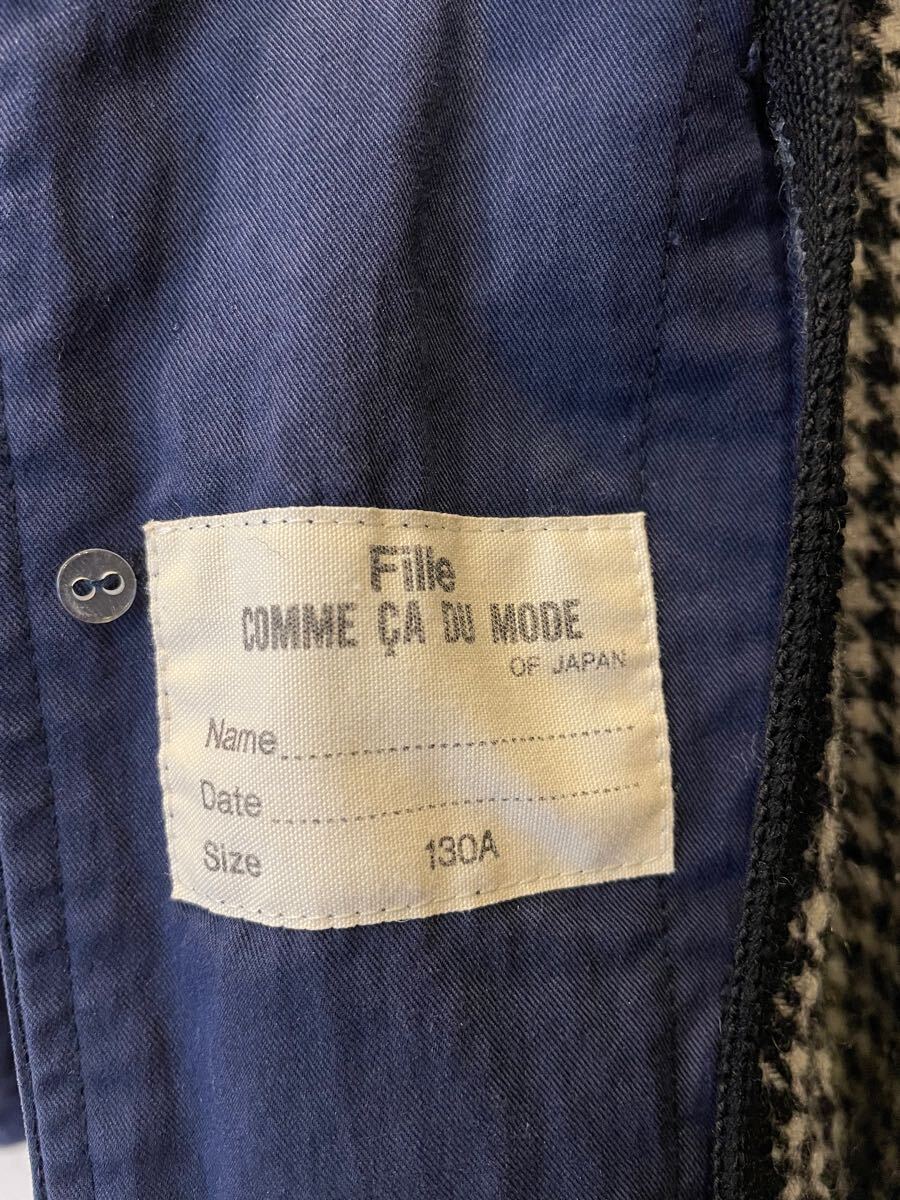 Fille
COMME ÇA DU MODE
OF JAPAN
Name
Date
Size 130A